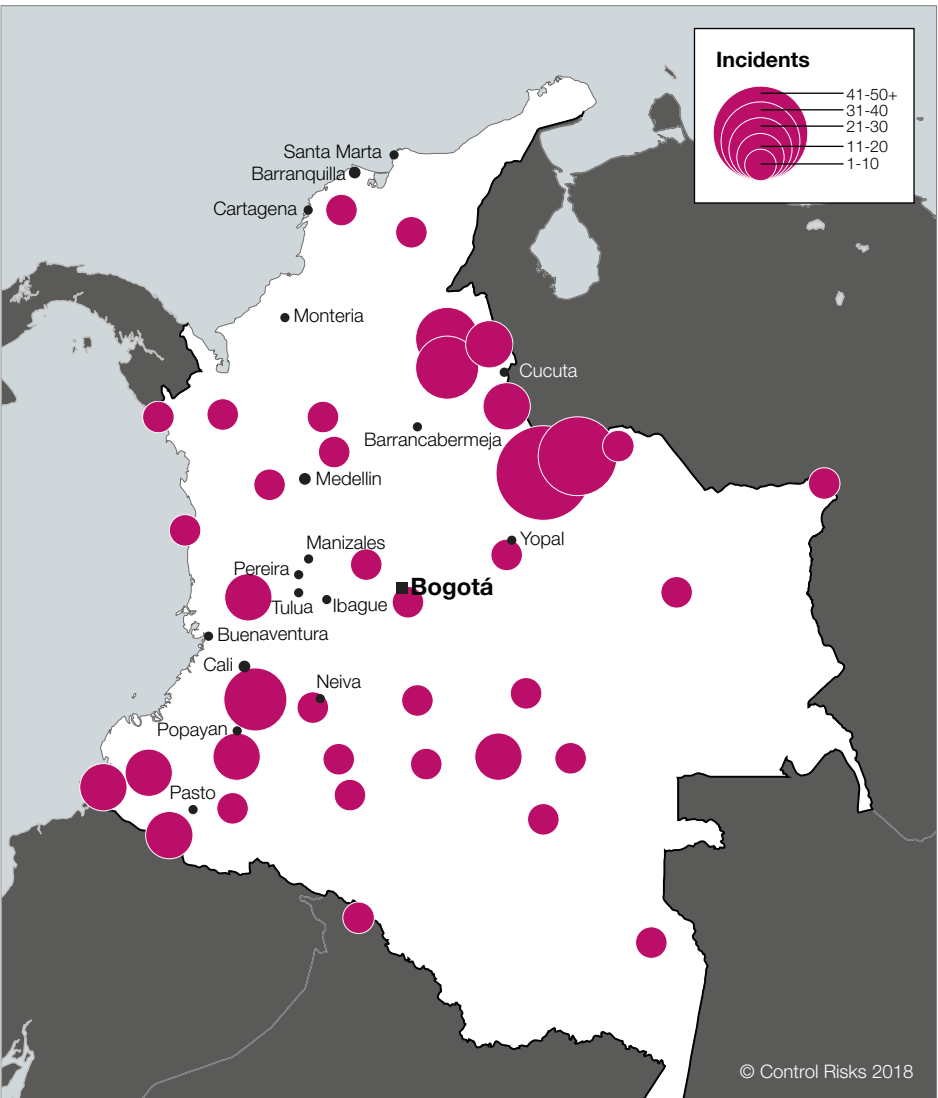 Incidents
41-50+
31-40
21-30
11-20
1-10
Santa Marta
Barranquilla
Cartagena
Monteria
Cucuta
Barrancabermeja
Medellin
Yopal
Manizales
Pereira
Bogotá
Tulua
Ibague
Buenaventura
Cali
Neiva
Popayan
Pasto
© Control Risks 2018